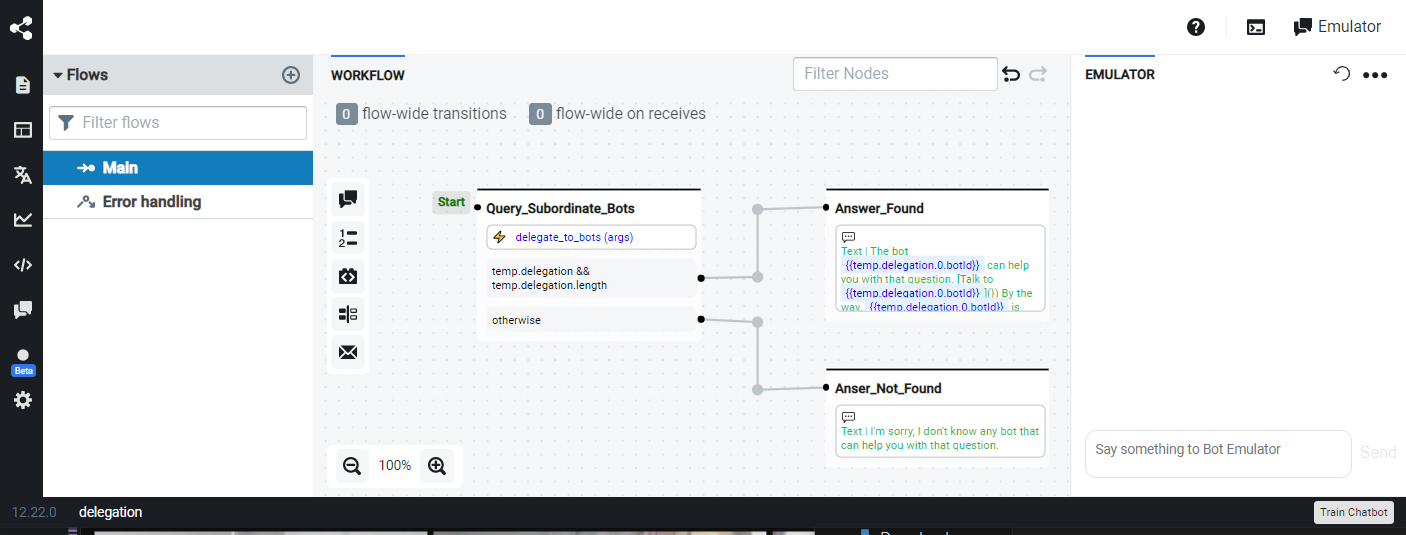 Emulator
Flows
Filter flows
Main
Error handling
Beta
WORKFLOW
Filter Nodes
0 flow-wide transitions 0 flow-wide on receives
Start
Query_Subordinate_Bots
delegate_to_bots (args)
temp.delegation &&
temp.delegation.length
otherwise
Answer_Found
Text | The bot
{{temp.delegation.0.botId}} can help
you with that question. [Talk to
{{temp.delegation.0.botId}} ]()) By the
way, {{temp.delegation.0.botId}} is
Anser_Not_Found
Text | I'm sorry, I don't know any bot that
can help you with that question.
1
2
100%
EMULATOR
Say something to Bot Emulator
Send
12.22.0 delegation
Train Chatbot